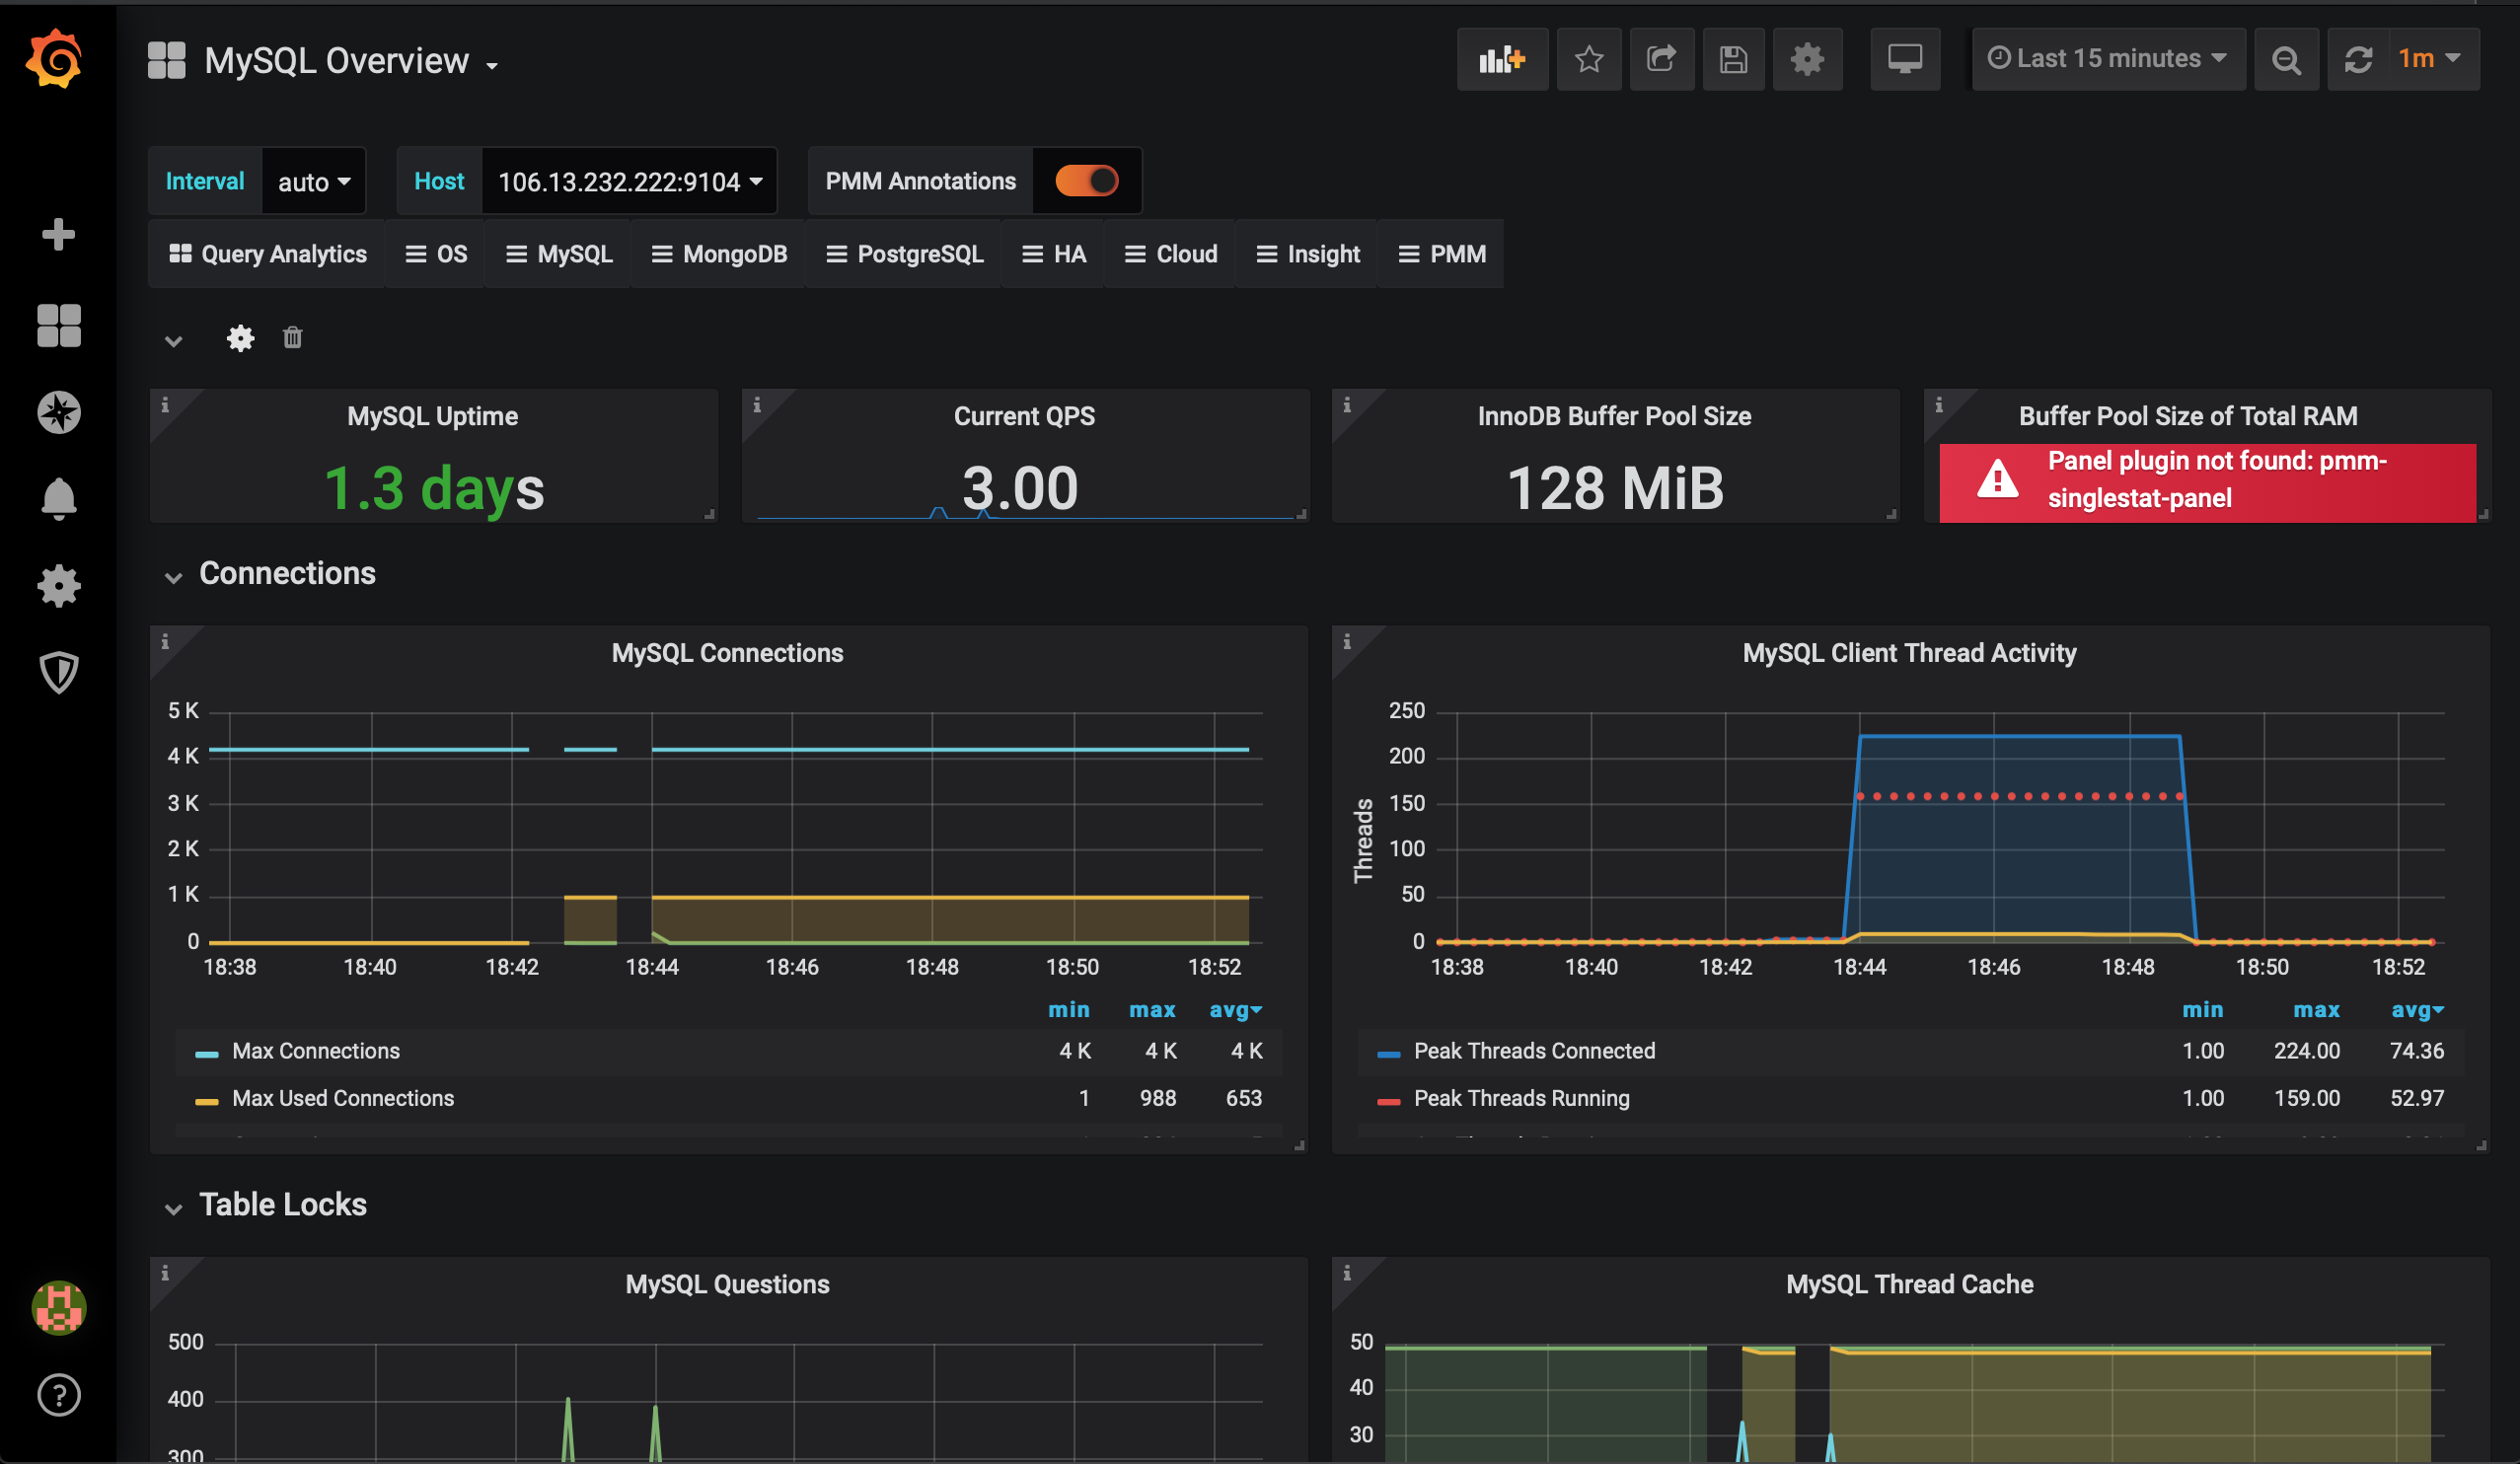 MySQL Overview
Last 15 minutes
1m
Interval auto
Host 106.13.232.222:9104
PMM Annotations
Query Analytics
OS
MySQL
MongoDB
PostgreSQL
HA
Cloud
Insight
PMM
MySQL Uptime
1.3 days
Current QPS
3.00
InnoDB Buffer Pool Size
128 MiB
Buffer Pool Size of Total RAM
Panel plugin not found: pmm-
singlestat-panel
Connections
MySQL Connections
5 K
4 K
3 K
2 K
1 K
0
18:38 18:40 18:42 18:44 18:46 18:48 18:50 18:52
min max avg
Max Connections 4 K 4 K 4 K
Max Used Connections 1 988 653
MySQL Client Thread Activity
Threads
250
200
150
100
50
0
18:38 18:40 18:42 18:44 18:46 18:48 18:50 18:52
min max avg
Peak Threads Connected 1.00 224.00 74.36
Peak Threads Running 1.00 159.00 52.97
Table Locks
MySQL Questions
500
400
300
MySQL Thread Cache
50
40
30